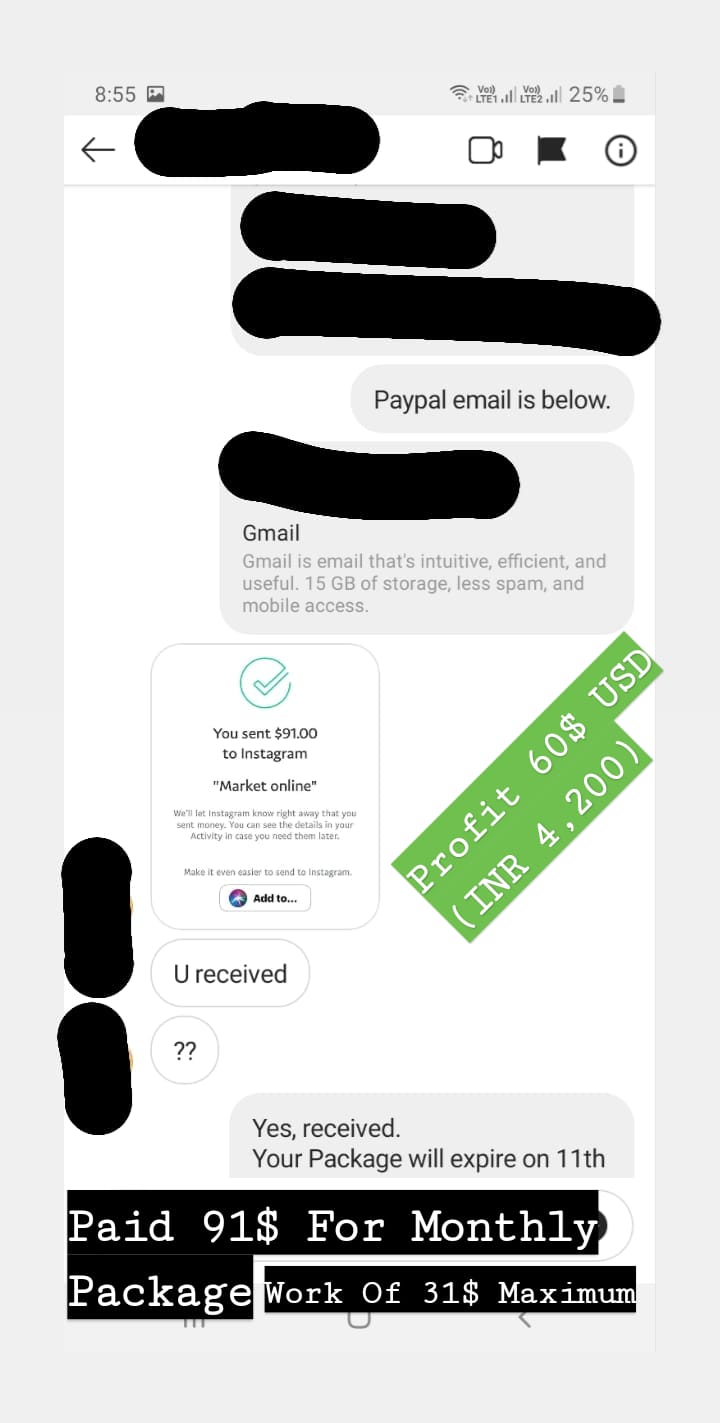 8:55
Vo)) LTE1 Vo)) LTE2 25%
Paypal email is below.
Gmail
Gmail is email that's intuitive, efficient, and
useful. 15 GB of storage, less spam, and
mobile access.
You sent $91.00
to Instagram
"Market online"
We'll let Instagram know right away that you
sent money. You can see the details in your
Activity in case you need them later.
Make it even easier to send to Instagram.
Add to...
Profit 60$ USD
(INR 4,200)
U received
??
Yes, received.
Your Package will expire on 11th
Paid 91$ For Monthly
Package
Work Of 31$ Maximum